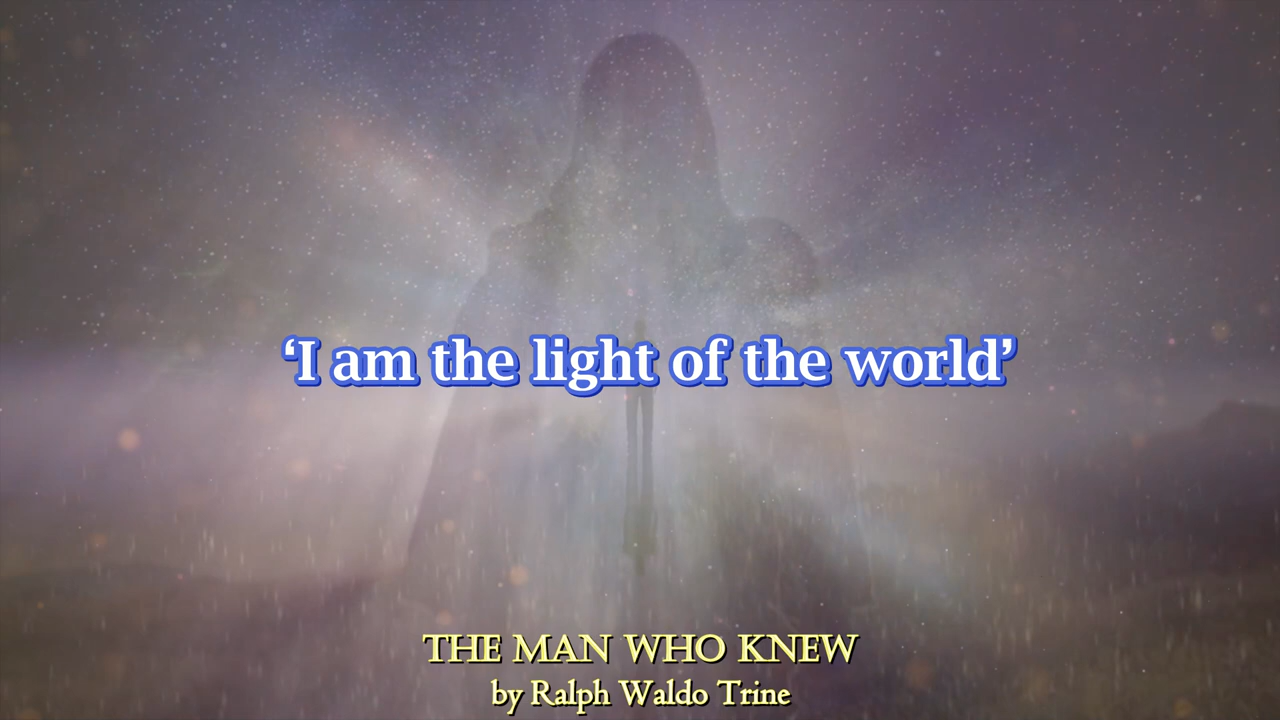 ‘I am the light of the world’
THE MAN WHO KNEW
by Ralph Waldo Trine